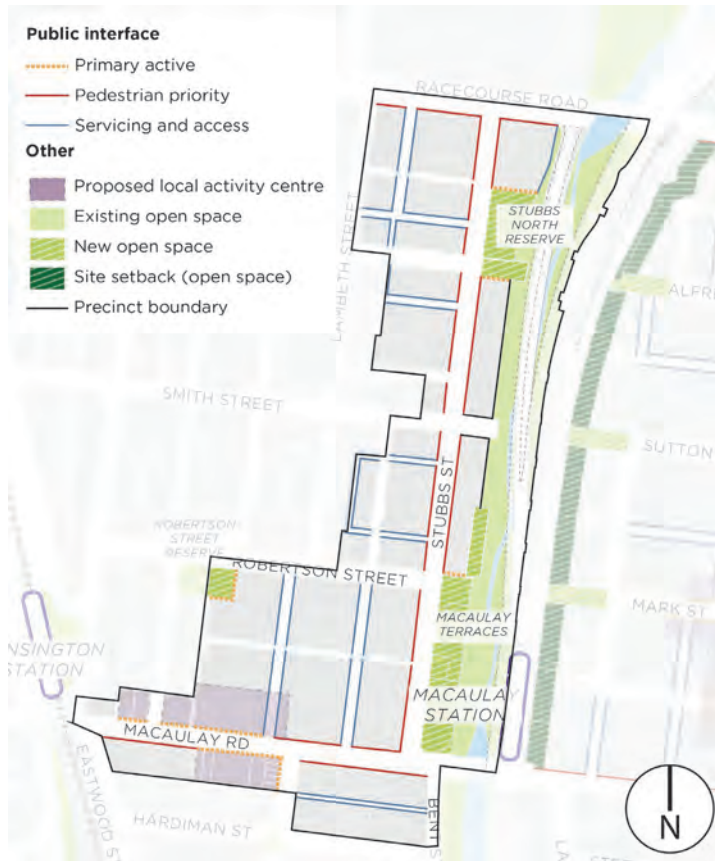 Public interface
Primary active
Pedestrian priority
Servicing and access
Other
Proposed local activity centre
Existing open space
New open space
Site setback (open space)
Precinct boundary
RACECOURSE ROAD
LAMBETH STREET
STUBBS
NORTH
RESERVE
ALFRE
SMITH STREET
SUTTON
STUBBS ST
ROBERTSON
STREET
RESERVE
ROBERTSON STREET
MACAULAY
TERRACES
MARK ST
NSINGTON
STATION
MACAULAY
STATION
MACAULAY RD
EASTWOOD ST
HARDIMAN ST
BENT S
LA
N